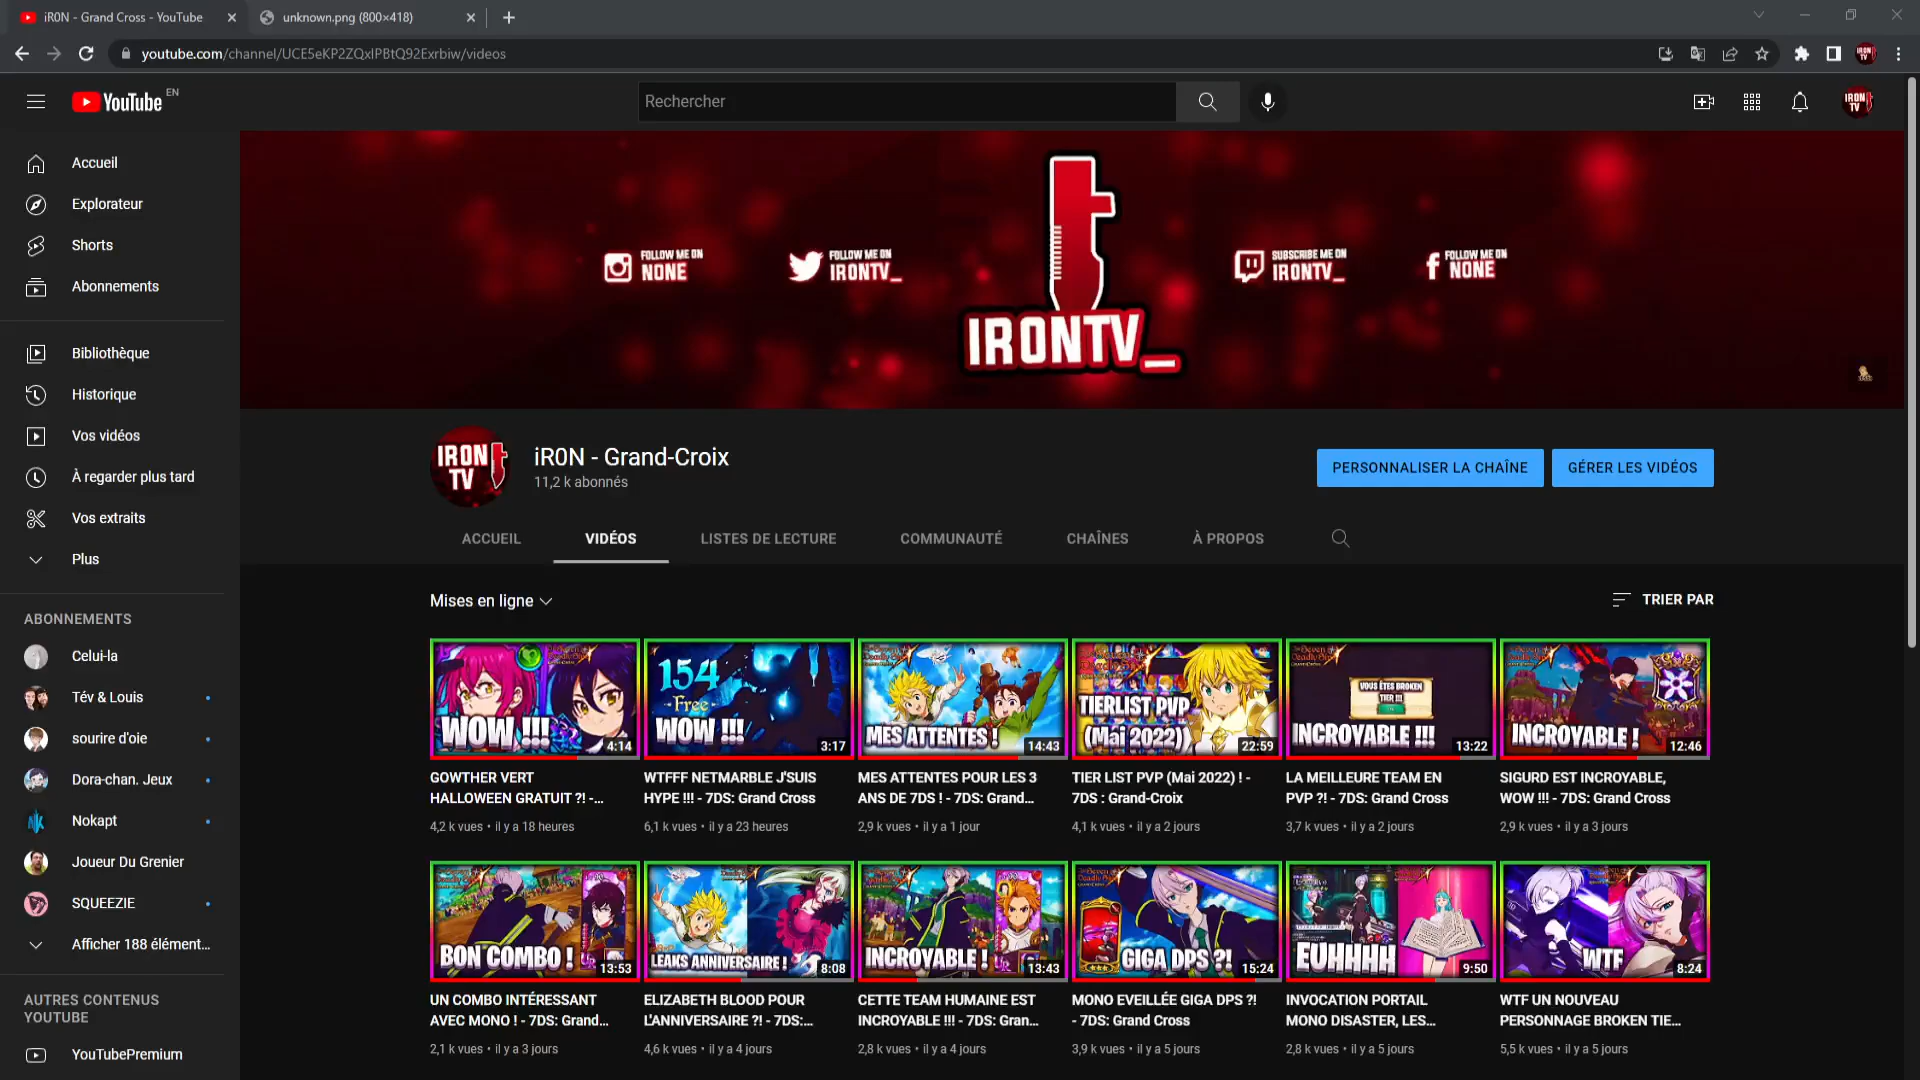 iR0N - Grand Cross - YouTube
unknown.png (800×418)
youtube.com/channel/UCE5eKP2ZQxlPBtQ92Exrbiw/videos
YouTube EN
Rechercher
IRON TV
Accueil
Explorateur
Shorts
Abonnements
Bibliothèque
Historique
Vos vidéos
À regarder plus tard
Vos extraits
Plus
ABONNEMENTS
Celui-la
Tév & Louis
sourire d'oie
Dora-chan. Jeux
Nokapt
Joueur Du Grenier
SQUEEZIE
Afficher 188 élément...
AUTRES CONTENUS
YOUTUBE
YouTubePremium
FOLLOW ME ON
NONE
FOLLOW ME ON
IRONTV_
IRONTV_
SUBSCRIBE ME ON
IRONTV_
FOLLOW ME ON
NONE
IRON
TV
iR0N - Grand-Croix
11,2 k abonnés
PERSONNALISER LA CHAÎNE
GÉRER LES VIDÉOS
ACCUEIL
VIDÉOS
LISTES DE LECTURE
COMMUNAUTÉ
CHAÎNES
À PROPOS
Mises en ligne
TRIER PAR
WOW !!!
4:14
GOWTHER VERT
HALLOWEEN GRATUIT ?! -...
4,2 k vues • il y a 18 heures
154
Free
WOW !!!
3:17
WTFFF NETMARBLE J'SUIS
HYPE !!! - 7DS: Grand Cross
6,1 k vues • il y a 23 heures
MES ATTENTES !
14:43
MES ATTENTES POUR LES 3
ANS DE 7DS ! - 7DS: Grand...
2,9 k vues • il y a 1 jour
TIERLIST PVP
(Mai 2022)
22:59
TIER LIST PVP (Mai 2022) ! -
7DS : Grand-Croix
4,1 k vues • il y a 2 jours
VOUS ÊTES BROKEN
INCROYABLE !!!
13:22
LA MEILLEURE TEAM EN
PVP ?! - 7DS: Grand Cross
3,7 k vues • il y a 2 jours
INCROYABLE !
12:46
SIGURD EST INCROYABLE,
WOW !!! - 7DS: Grand Cross
2,9 k vues • il y a 3 jours
BON COMBO !
13:53
UN COMBO INTÉRESSANT
AVEC MONO ! - 7DS: Grand...
2,1 k vues • il y a 3 jours
LEAKS ANNIVERSAIRE !
8:08
ELIZABETH BLOOD POUR
L'ANNIVERSAIRE ?! - 7DS:...
4,6 k vues • il y a 4 jours
INCROYABLE !
13:43
CETTE TEAM HUMAINE EST
INCROYABLE !!! - 7DS: Gran...
2,8 k vues • il y a 4 jours
GIGA DPS ?!
15:24
MONO EVEILLÉE GIGA DPS ?!
- 7DS: Grand Cross
3,9 k vues • il y a 5 jours
EUHHHH
9:50
INVOCATION PORTAIL
MONO DISASTER, LES...
2,8 k vues • il y a 5 jours
WTF
8:24
WTF UN NOUVEAU
PERSONNAGE BROKEN TIE...
5,5 k vues • il y a 5 jours